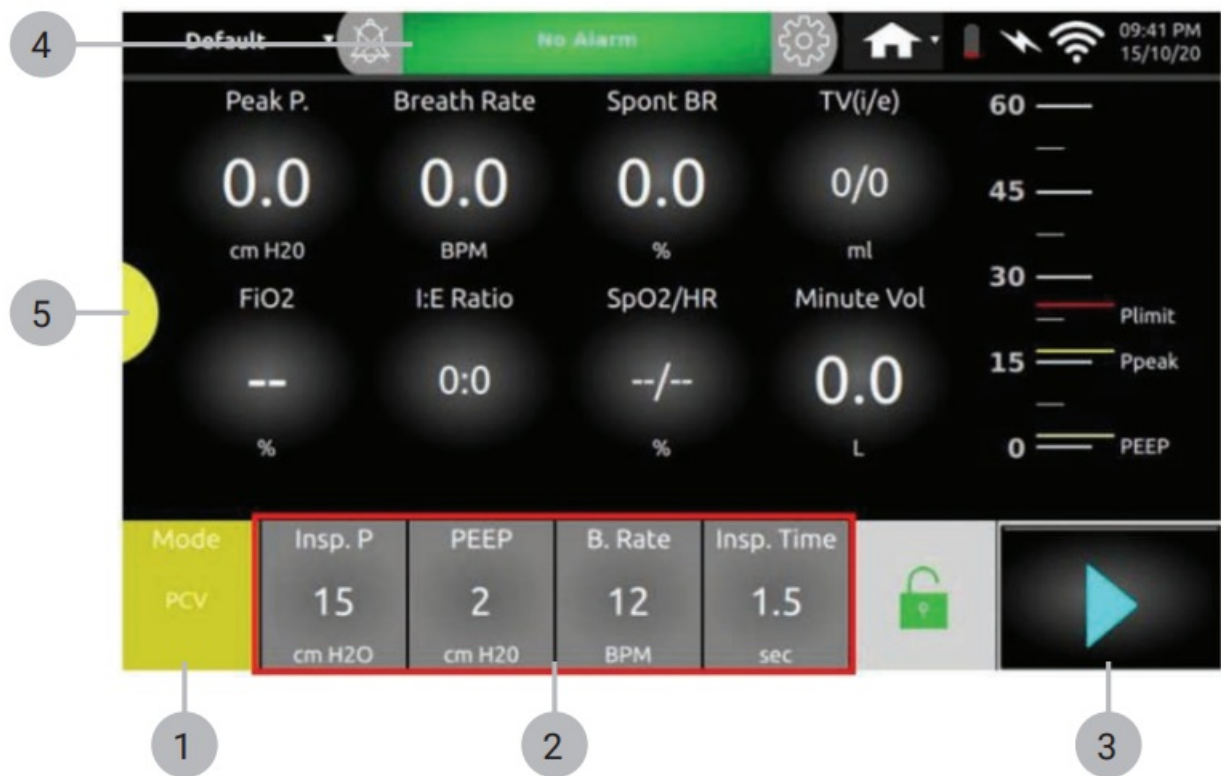 4
Default
No Alarm
09:41 PM
15/10/20
Peak P. Breath Rate Spont BR TV(i/e)
0.0 0.0 0.0 0/0
cm H20 BPM % ml
60
45
30
15
0
Plimit
Ppeak
PEEP
5
FiO2 I:E Ratio SpO2/HR Minute Vol
-- 0:0 --/-- 0.0
% % L
Mode
PCV
Insp. P PEEP B. Rate Insp. Time
15 2 12 1.5
cm H2O cm H20 BPM sec
1 2 3